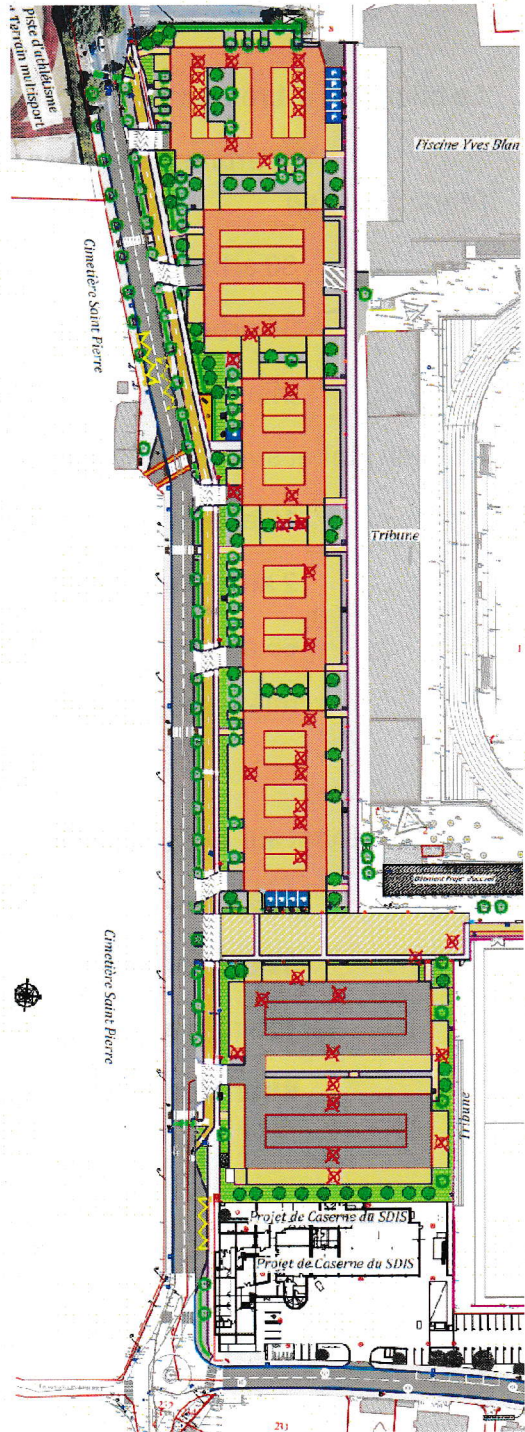 Piste d'athlétisme
Terrain multisport
Piscine Yves Blan
Cimetière Saint Pierre
Tribune
Cimetière Saint Pierre
Tribune
Projet de Caserne du SDIS
Projet de Caserne du SDIS